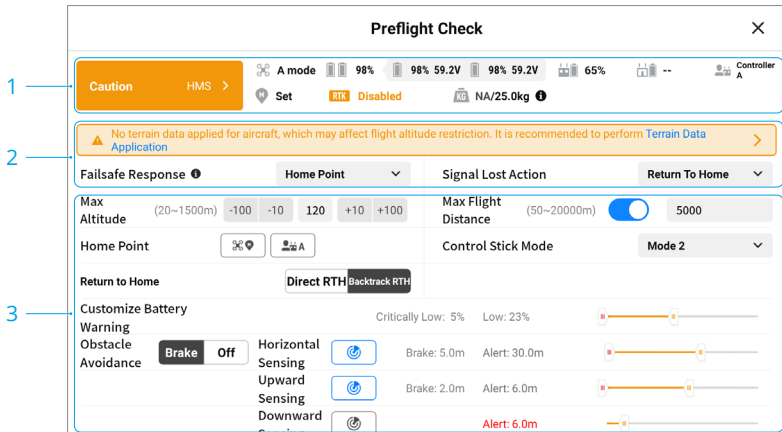 Preflight Check
1
Caution HMS
A mode 98% 98% 59.2V 98% 59.2V 65% -- Controller A
H Set RTK Disabled KG NA/25.0kg
2
No terrain data applied for aircraft, which may affect flight altitude restriction. It is recommended to perform Terrain Data
Application
Failsafe Response Home Point Signal Lost Action Return To Home
3
Max Altitude (20~1500m) -100 -10 120 +10 +100 Max Flight Distance (50~20000m) 5000
Home Point A Control Stick Mode Mode 2
Return to Home Direct RTH Backtrack RTH
Customize Battery Warning Critically Low: 5% Low: 23%
Obstacle Avoidance Brake Off Horizontal Sensing Brake: 5.0m Alert: 30.0m
Upward Sensing Brake: 2.0m Alert: 6.0m
Downward Alert: 6.0m